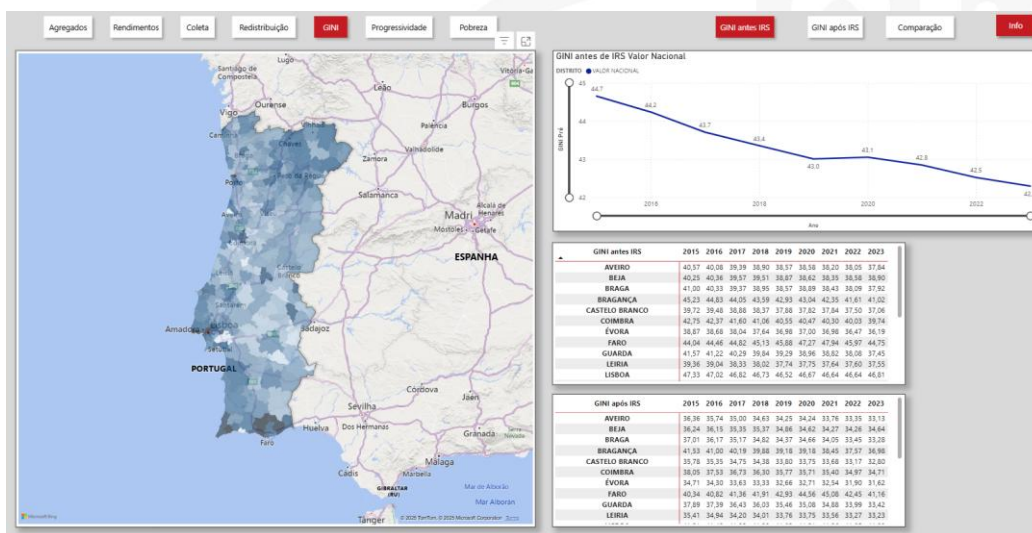 Agregados Rendimentos Coleta Redistribuição GINI Progressividade Pobreza GINI antes IRS GINI após IRS Comparação Info
Lugo
Santiago de Compostela
Vitoria-Ga
Leão
Ourense
Burgos
Vigo
Palência
Caminha
Chaves
Valhadolide
Braga
Zamora
Porto
Peso da Régua
Salamanca
Aveiro
Viseu
Alcalá de Henares
Madri
Móstoles Getafe
ESPANHA
Castelo Branco
Santarém
Amadora Lisboa
Badajoz
Setúbal
PORTUGAL
Córdova
Jaén
Sevilha
Huelva
Dos Hermanas
Faro
Granada
Sierra Nevada
Málaga
Cádis
Marbella
GIBRALTAR (RU)
Mar de Alborão
Mar Alboran
Tânger
Microsoft Bing
© 2025 TomTom, © 2025 Microsoft Corporation Terms
GINI antes de IRS Valor Nacional
DISTRITO VALOR NACIONAL
GINI Pré
45
44
43
42
44.7 44.2 43.7 43.4 43.0 43.1 42.8 42.5
2016 2018 2020 2022
Ano
GINI antes IRS 2015 2016 2017 2018 2019 2020 2021 2022 2023
AVEIRO 40,57 40,08 39,39 38,90 38,57 38,58 38,20 38,05 37,84
BEJA 40,25 40,36 39,57 39,51 38,87 38,62 38,35 38,58 38,90
BRAGA 41,00 40,33 39,37 38,95 38,57 38,89 38,43 38,09 37,92
BRAGANÇA 45,23 44,83 44,05 43,59 42,93 43,04 42,35 41,61 41,02
CASTELO BRANCO 39,72 39,48 38,88 38,37 37,88 37,82 37,84 37,50 37,06
COIMBRA 42,75 42,37 41,60 41,06 40,55 40,47 40,30 40,03 39,74
ÉVORA 38,87 38,68 38,04 37,64 36,98 37,00 36,98 36,47 36,19
FARO 44,04 44,46 44,82 45,13 45,88 47,27 47,94 45,97 44,75
GUARDA 41,57 41,22 40,29 39,84 39,29 38,96 38,82 38,08 37,45
LEIRIA 39,36 39,04 38,33 38,02 37,74 37,75 37,64 37,60 37,55
LISBOA 47,33 47,02 46,82 46,73 46,52 46,67 46,64 46,64 46,81
GINI após IRS 2015 2016 2017 2018 2019 2020 2021 2022 2023
AVEIRO 36,36 35,74 35,00 34,63 34,25 34,24 33,76 33,35 33,13
BEJA 36,24 36,15 35,35 35,37 34,86 34,62 34,27 34,26 34,64
BRAGA 37,01 36,17 35,17 34,82 34,37 34,66 34,05 33,45 33,28
BRAGANÇA 41,53 41,00 40,19 39,88 39,18 39,18 38,45 37,57 36,98
CASTELO BRANCO 35,78 35,35 34,75 34,38 33,80 33,75 33,68 33,17 32,80
COIMBRA 38,05 37,53 36,73 36,30 35,77 35,71 35,40 34,97 34,71
ÉVORA 34,71 34,30 33,63 33,33 32,66 32,71 32,54 31,90 31,62
FARO 40,34 40,82 41,36 41,91 42,93 44,56 45,08 42,45 41,16
GUARDA 37,89 37,39 36,43 36,03 35,46 35,08 34,88 33,99 33,42
LEIRIA 35,41 34,94 34,20 34,01 33,76 33,75 33,56 33,27 33,23